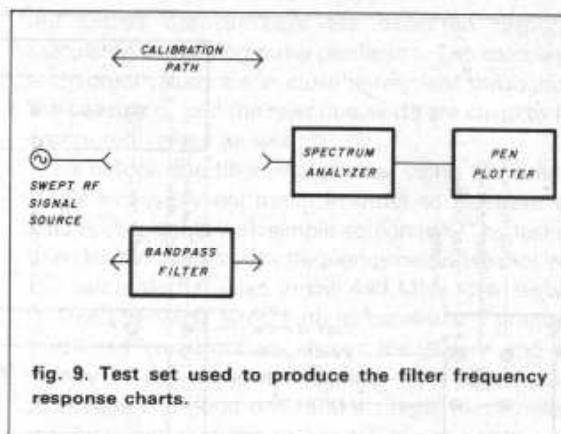 CALIBRATION
PATH
SWEPT RF
SIGNAL
SOURCE
SPECTRUM
ANALYZER
PEN
PLOTTER
BANDPASS
FILTER
fig. 9. Test set used to produce the filter frequency
response charts.